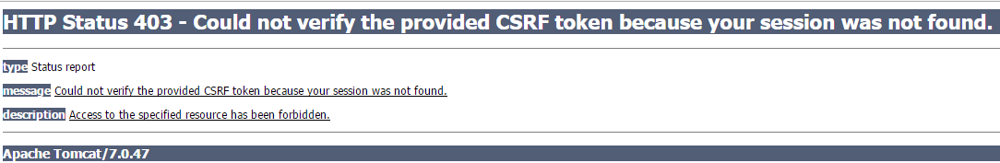 HTTP Status 403 - Could not verify the provided CSRF token because your session was not found.
type Status report
message Could not verify the provided CSRF token because your session was not found.
description Access to the specified resource has been forbidden.
Apache Tomcat/7.0.47